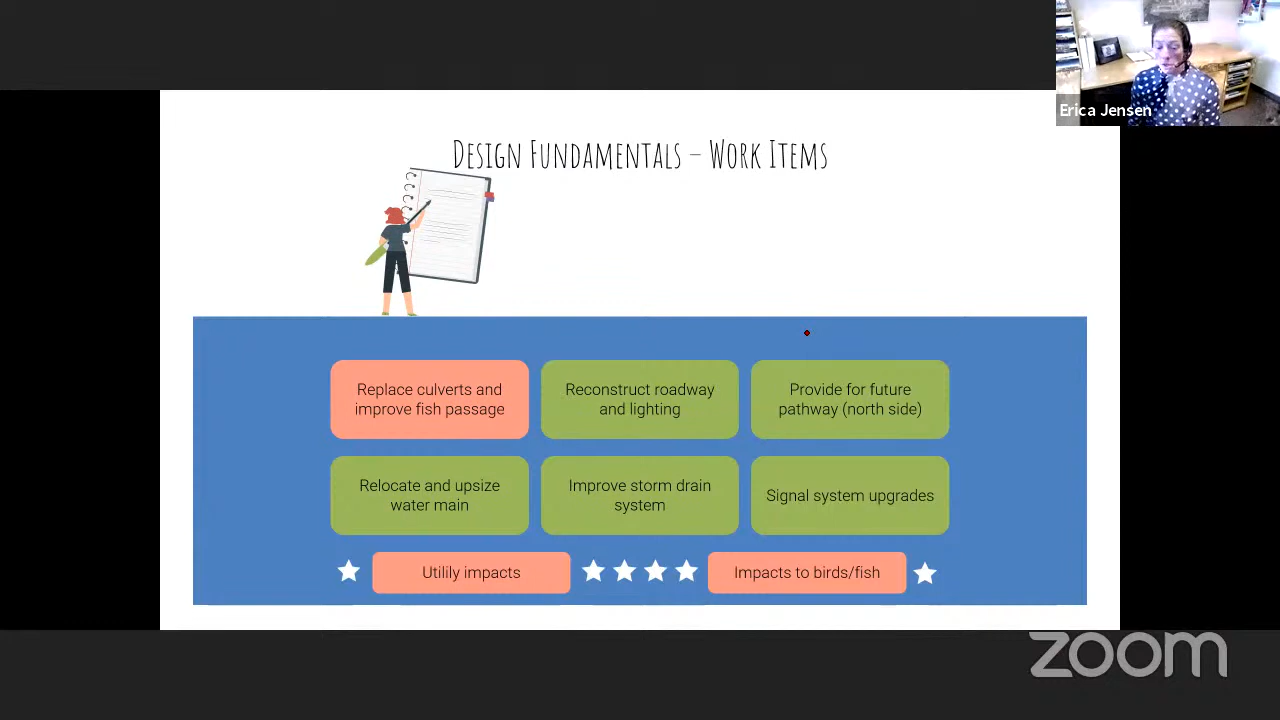 Erica Jensen
Design Fundamentals – Work Items
Replace culverts and
improve fish passage
Reconstruct roadway
and lighting
Provide for future
pathway (north side)
Relocate and upsize
water main
Improve storm drain
system
Signal system upgrades
Utilily impacts
Impacts to birds/fish
zoom